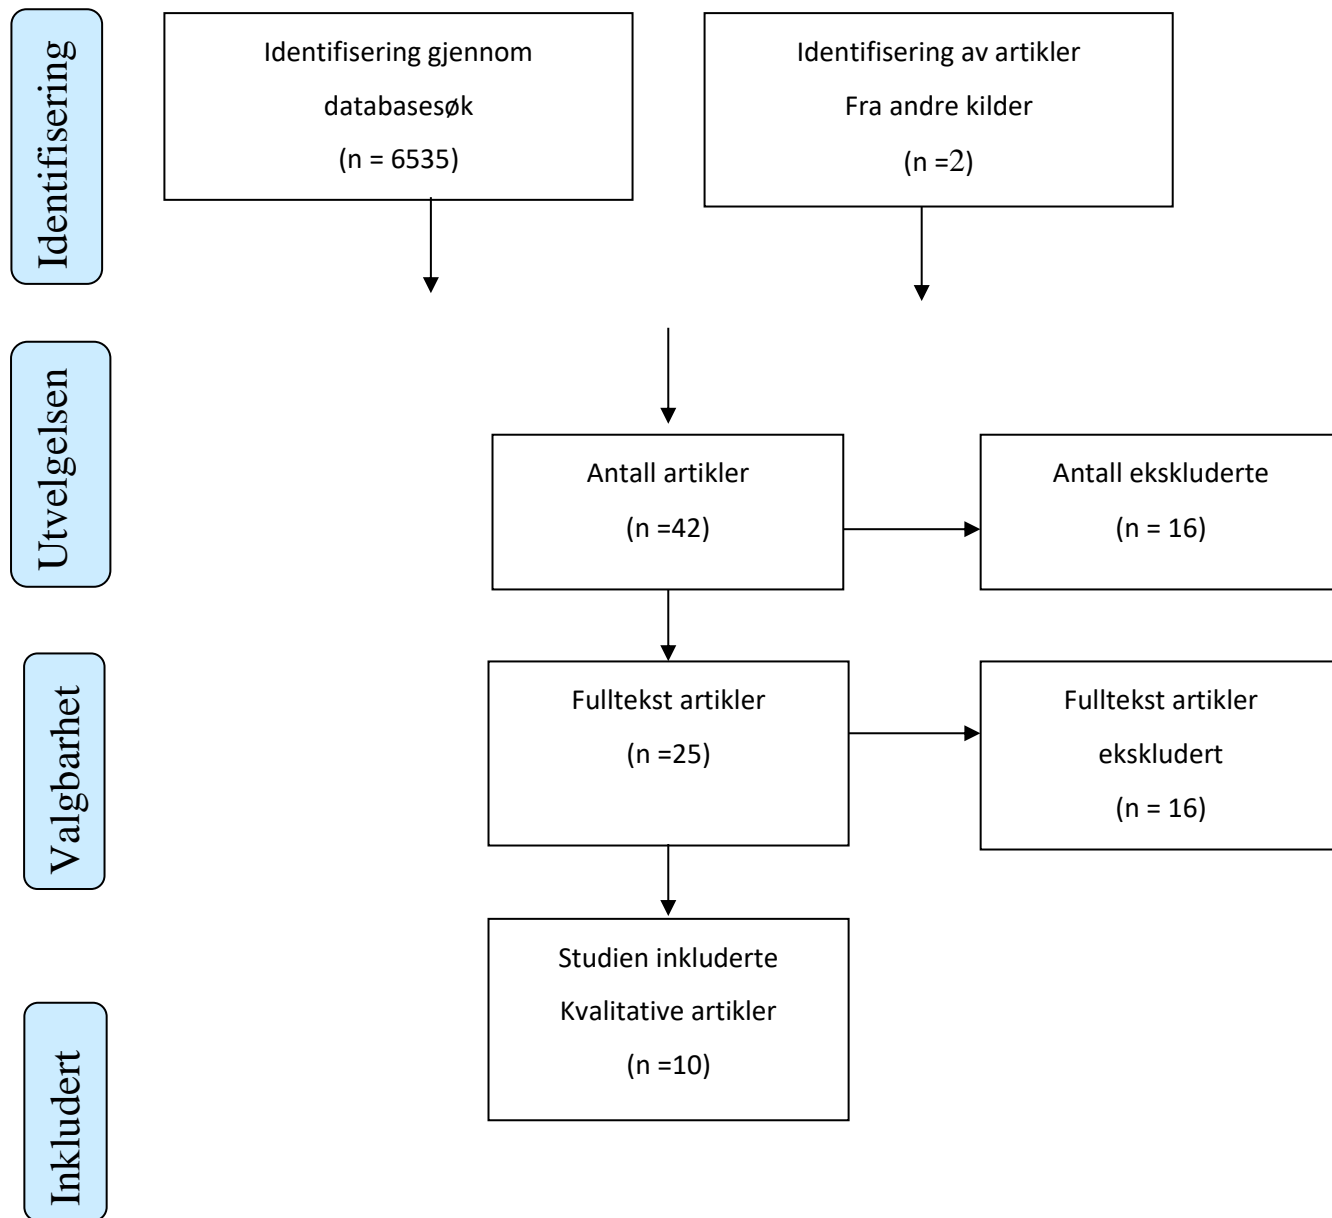 Identifisering
Identifisering gjennom
databasesøk
(n = 6535)
Identifisering av artikler
Fra andre kilder
(n =2)
Utvelgelsen
Antall artikler
(n =42)
Antall ekskluderte
(n = 16)
Valgbarhet
Fulltekst artikler
(n =25)
Fulltekst artikler
ekskludert
(n = 16)
Inkludert
Studien inkluderte
Kvalitative artikler
(n =10)